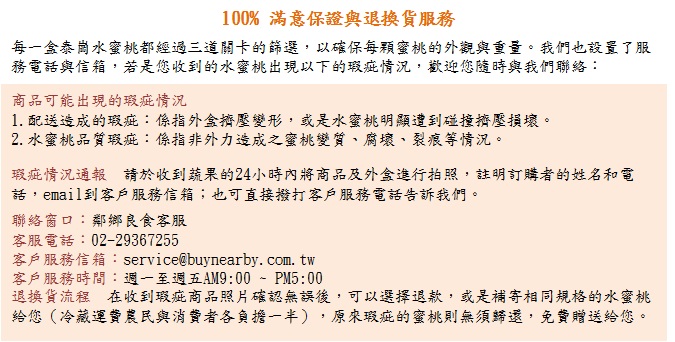 100% 滿意保證與退換貨服務
每一盒泰崗水蜜桃都經過三道關卡的篩選，以確保每顆蜜桃的外觀與重量。我們也設置了服
務電話與信箱，若是您收到的水蜜桃出現以下的瑕疵情況，歡迎您隨時與我們聯絡：
商品可能出現的瑕疵情況
1.配送造成的瑕疵：係指外盒擠壓變形，或是水蜜桃明顯遭到碰撞擠壓損壞。
2.水蜜桃品質瑕疵：係指非外力造成之蜜桃變質、腐壞、裂痕等情況。
瑕疵情況通報　請於收到蔬果的24小時內將商品及外盒進行拍照，註明訂購者的姓名和電
話，email到客戶服務信箱；也可直接撥打客戶服務電話告訴我們。
聯絡窗口：鄰鄉良食客服
客服電話：02-29367255
客戶服務信箱：service@buynearby.com.tw
客戶服務時間：週一至週五AM9:00 ~ PM5:00
退換貨流程　在收到瑕疵商品照片確認無誤後，可以選擇退款，或是補寄相同規格的水蜜桃
給您（冷藏運費農民與消費者各負擔一半），原來瑕疵的蜜桃則無須歸還，免費贈送給您。